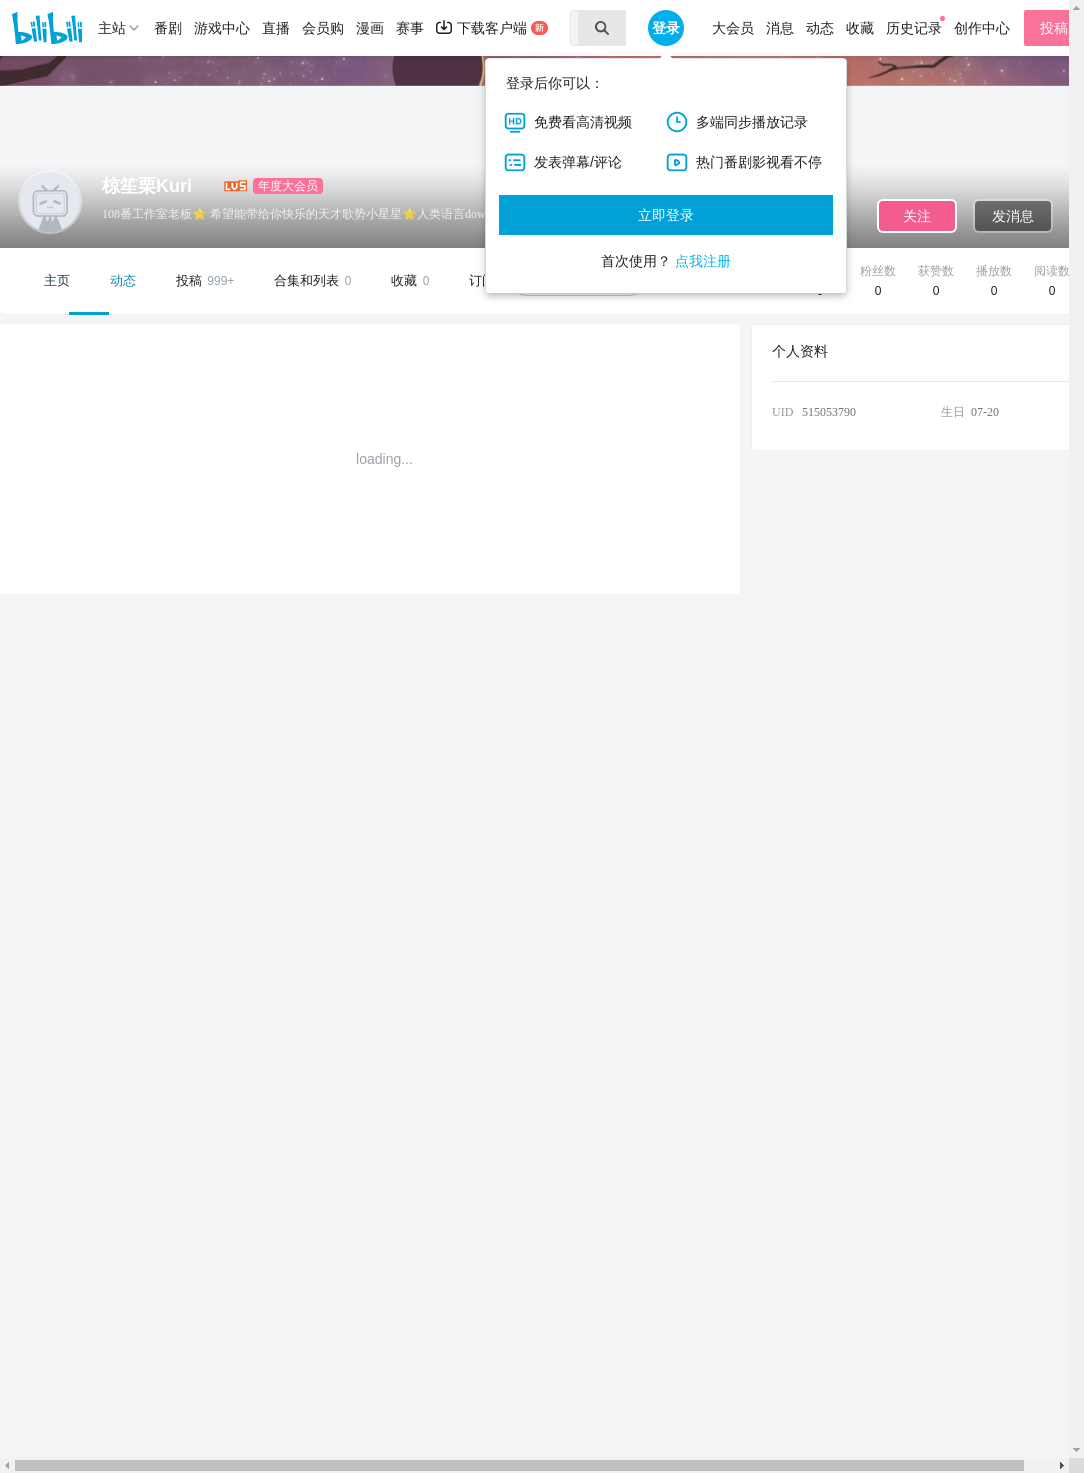 bilibili 主站 番剧 游戏中心 直播 会员购 漫画 赛事 下载客户端 新 登录 大会员 消息 动态 收藏 历史记录 创作中心 投稿
登录后你可以：
HD 免费看高清视频 多端同步播放记录
发表弹幕/评论 热门番剧影视看不停
立即登录
首次使用？ 点我注册
椋笙栗Kuri LV5 年度大会员
108番工作室老板⭐ 希望能带给你快乐的天才歌势小星星⭐人类语言dow
关注 发消息
主页 动态 投稿 999+ 合集和列表 0 收藏 0 粉丝数 获赞数 播放数 阅读数
0 0 0 0
loading...
个人资料
UID 515053790 生日 07-20